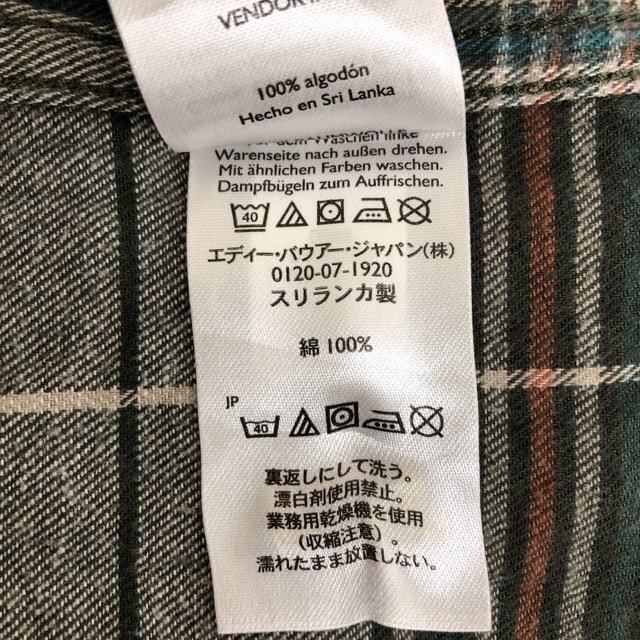 100% algodón
Hecho en Sri Lanka
Warenseite nach außen drehen.
Mit ähnlichen Farben waschen.
Dampfbügeln zum Auffrischen.
40
エディー・バウアー・ジャパン(株)
0120-07-1920
スリランカ製
綿 100%
JP
40
裏返しにして洗う。
漂白剤使用禁止。
業務用乾燥機を使用
(収縮注意)。
濡れたまま放置しない。